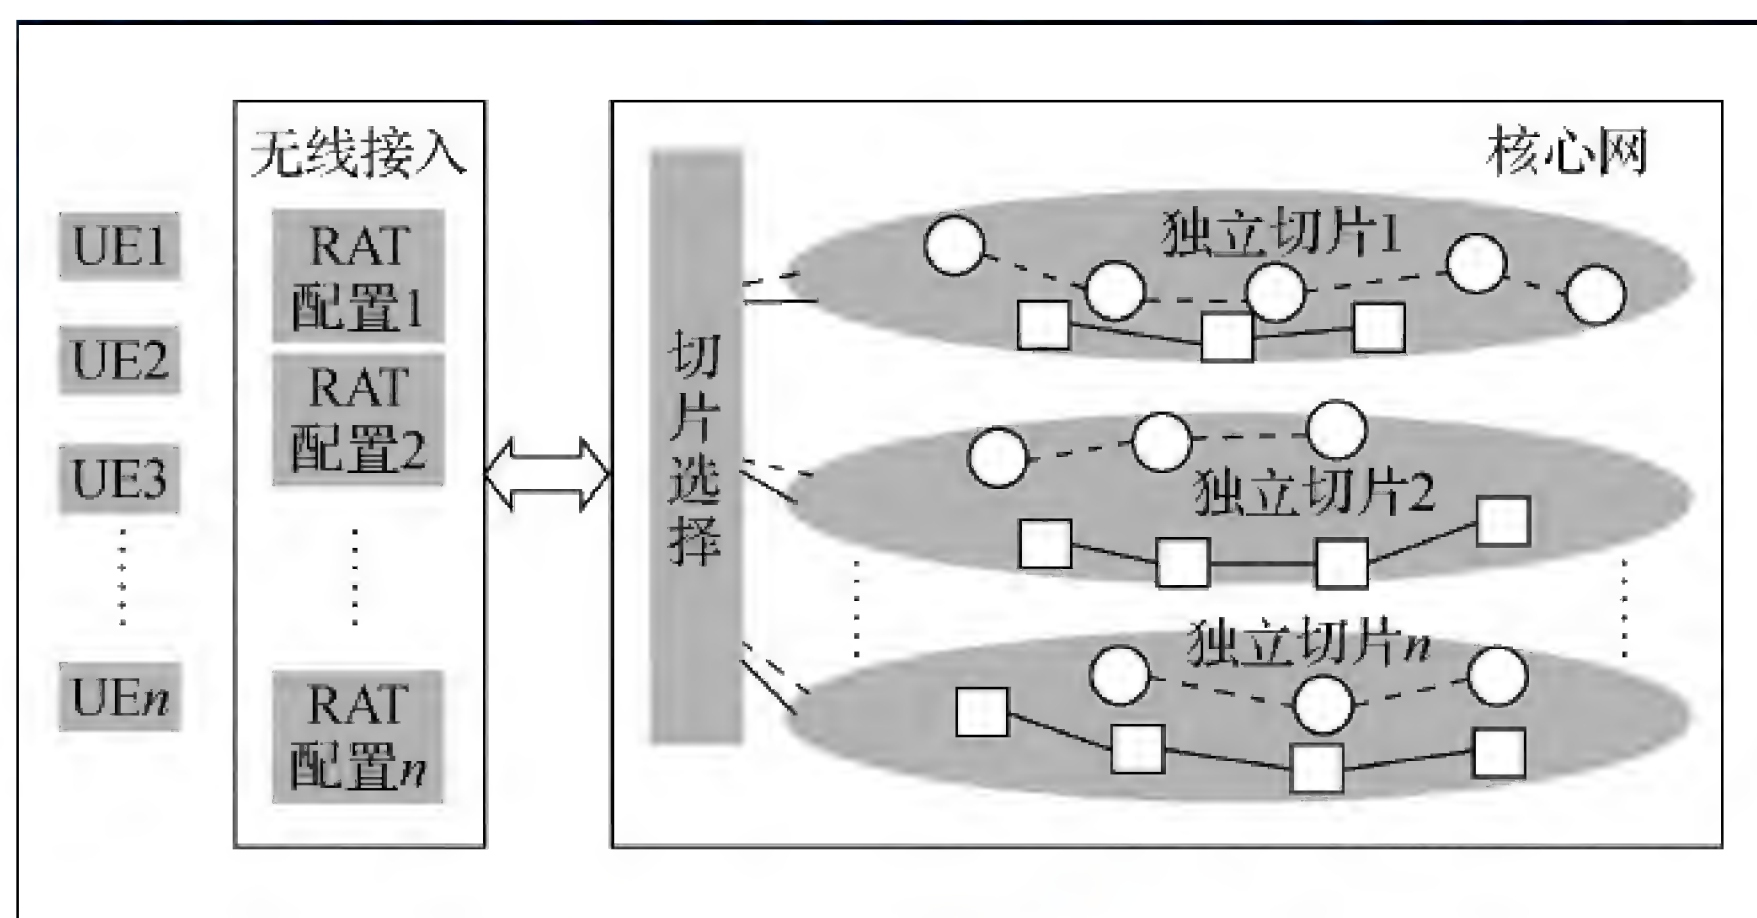 UE1
UE2
UE3
UEn
无线接入
RAT
配置1
RAT
配置2
RAT
配置n
切
片
选
择
核心网
独立切片1
独立切片2
独立切片n